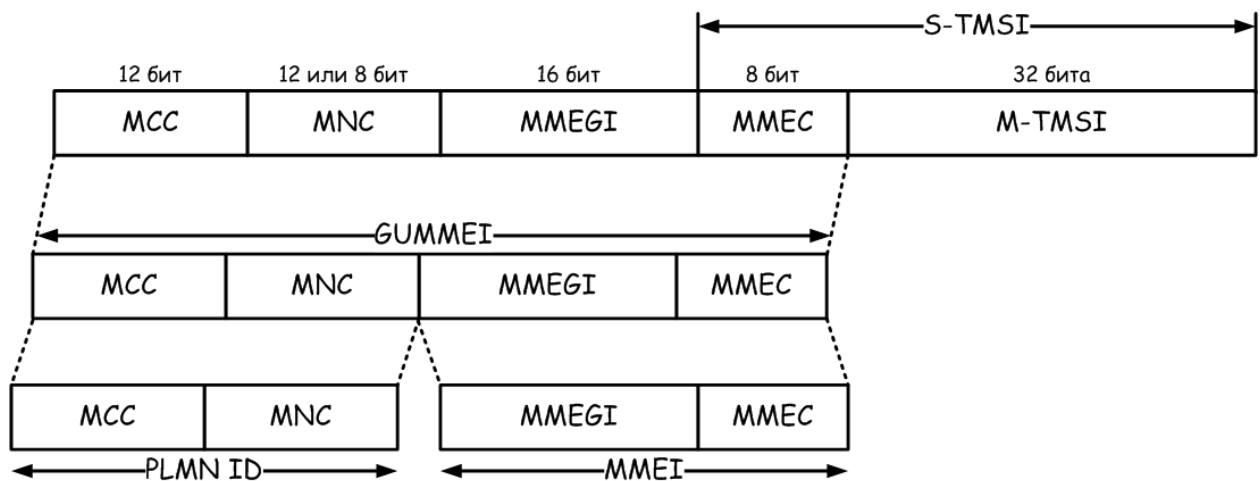 S-TMSI
12 бит 12 или 8 бит 16 бит 8 бит 32 бита
MCC MNC MMEGI MMEC M-TMSI
GUMMEI
MCC MNC MMEGI MMEC
MCC MNC MMEGI MMEC
PLMN ID MMEI